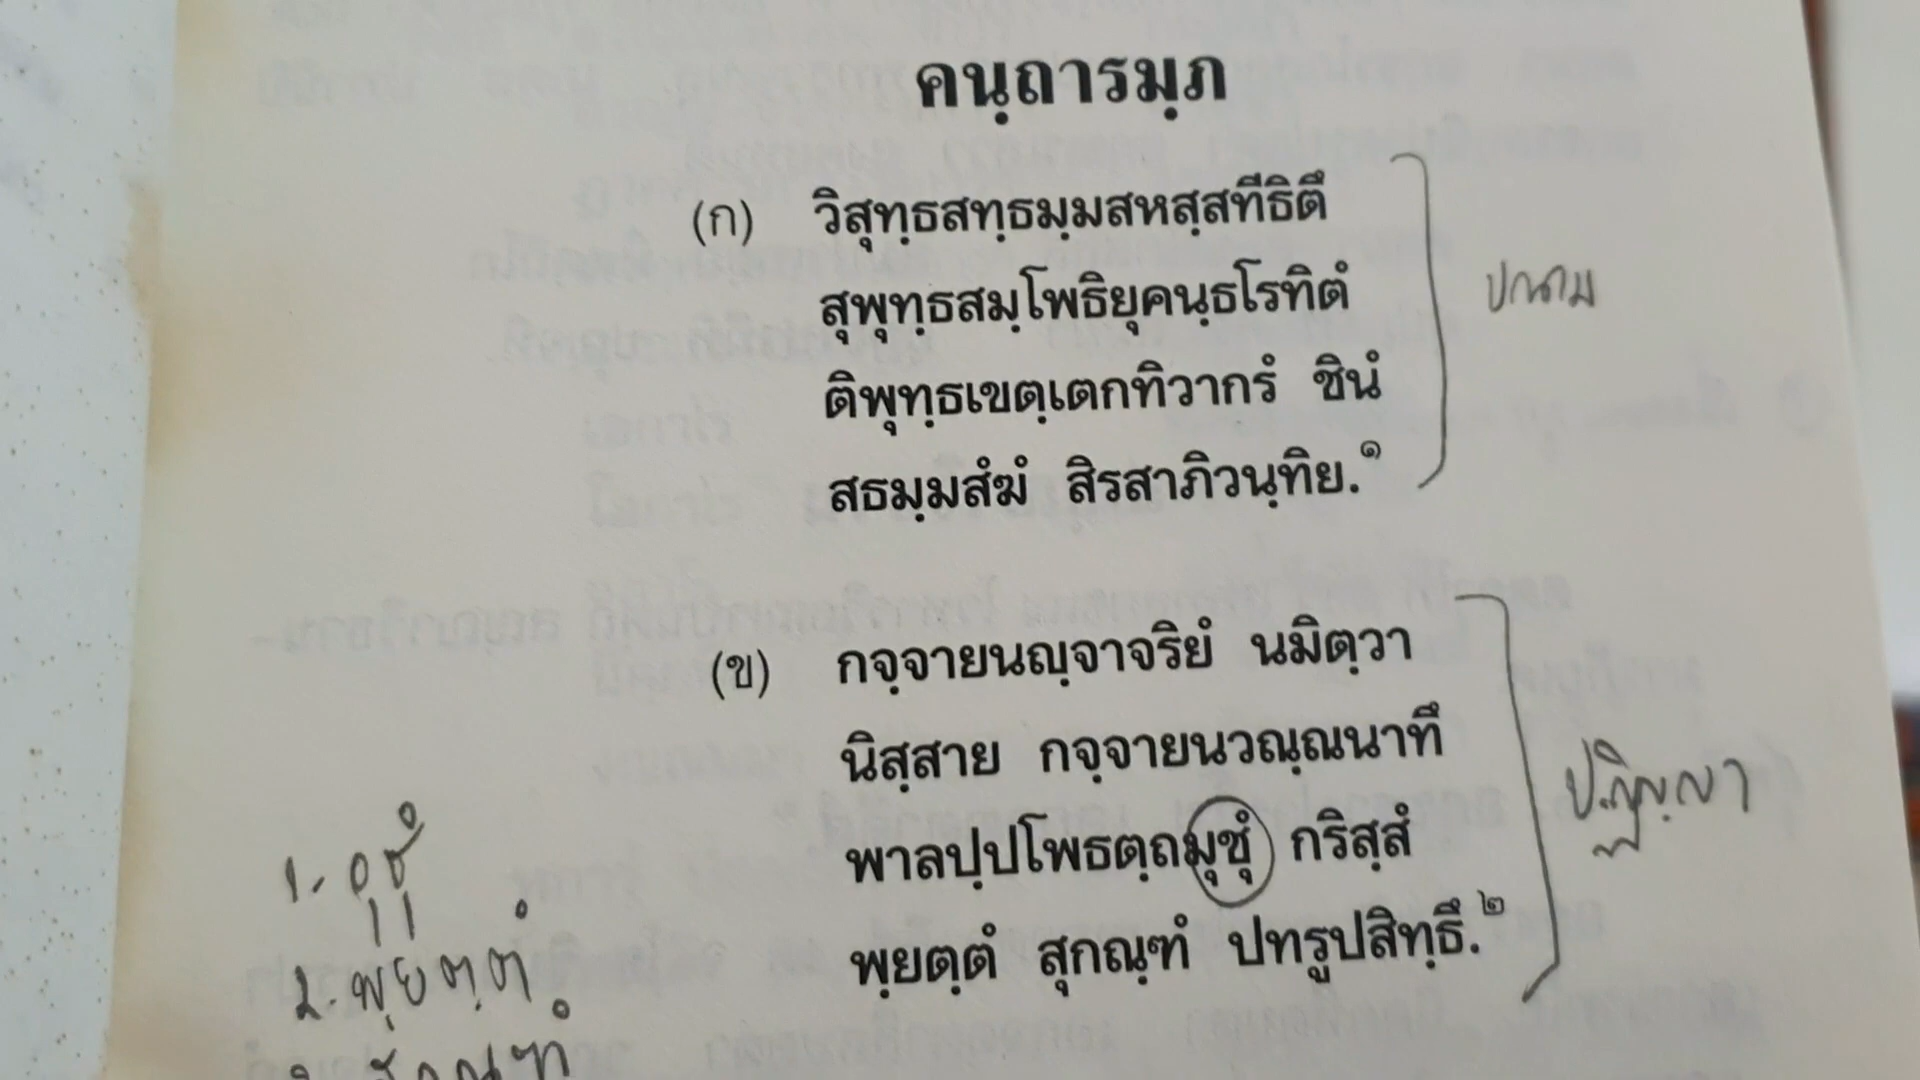 คนฺถารมฺภ
(ก) วิสุทฺธสทฺธมฺมสหสฺสทีธิตึ
สุพุทฺธสมฺโพธิยุคนฺธโรทิตํ
ปณาม
ติพุทฺธเขตฺเตกทิวากรํ ชินํ
สธมฺมสํฆํ สิรสาภิวนฺทิย.๑
(ข) กจฺจายนญฺจาจริยํ นมิตฺวา
นิสฺสาย กจฺจายนวณฺณนาทึ
ปฏิญฺญา
พาลปฺปโพธตฺถมุชุํ กริสฺสํ
พฺยตฺตํ สุกณฺฑํ ปทรูปสิทฺธึ.๒
๑. อุชุํ
๒. พฺยตฺตํ